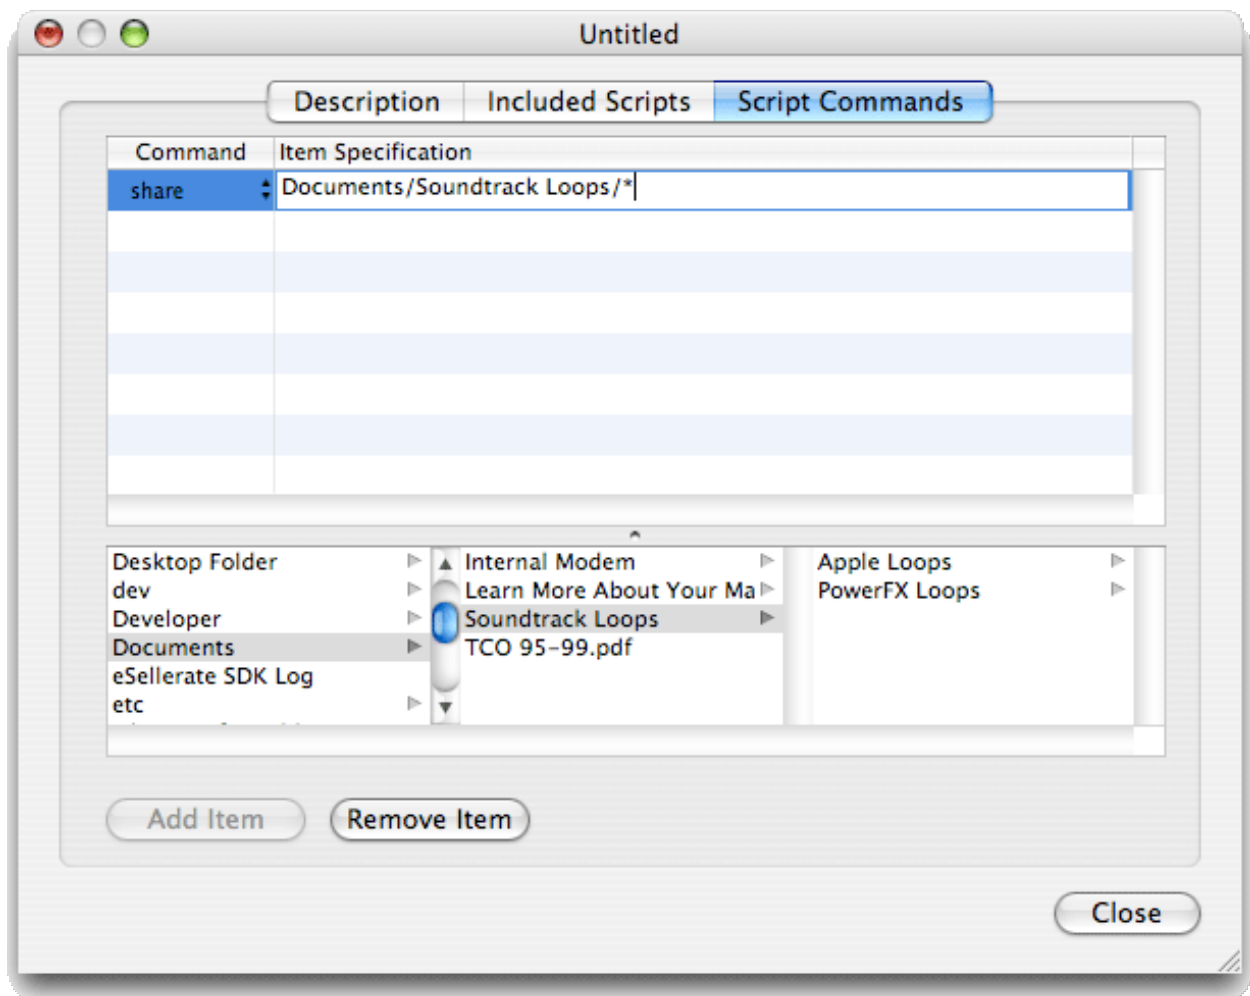 Untitled
Description Included Scripts Script Commands
Command Item Specification
share Documents/Soundtrack Loops/*
Desktop Folder Internal Modem Apple Loops
dev Learn More About Your Ma PowerFX Loops
Developer Soundtrack Loops
Documents TCO 95-99.pdf
eSellerate SDK Log
etc
Add Item Remove Item
Close